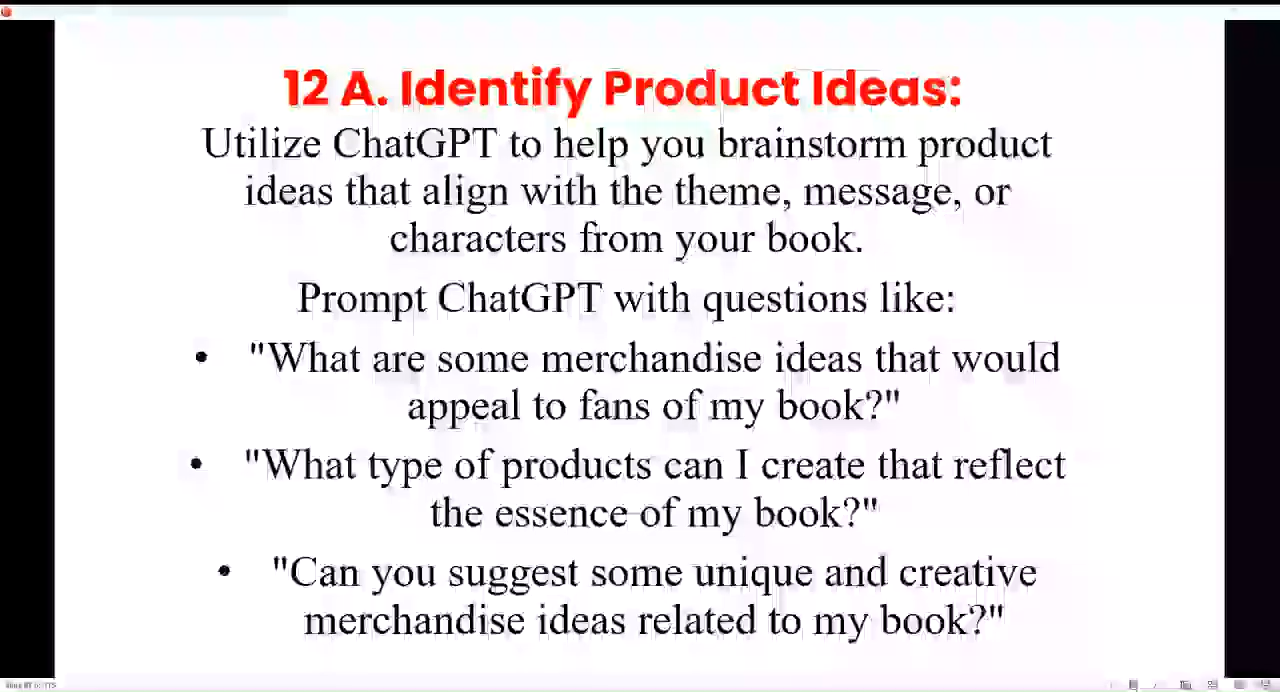 12 A. Identify Product Ideas:
Utilize ChatGPT to help you brainstorm product
ideas that align with the theme, message, or
characters from your book.
Prompt ChatGPT with questions like:
• "What are some merchandise ideas that would
appeal to fans of my book?"
• "What type of products can I create that reflect
the essence of my book?"
• "Can you suggest some unique and creative
merchandise ideas related to my book?"